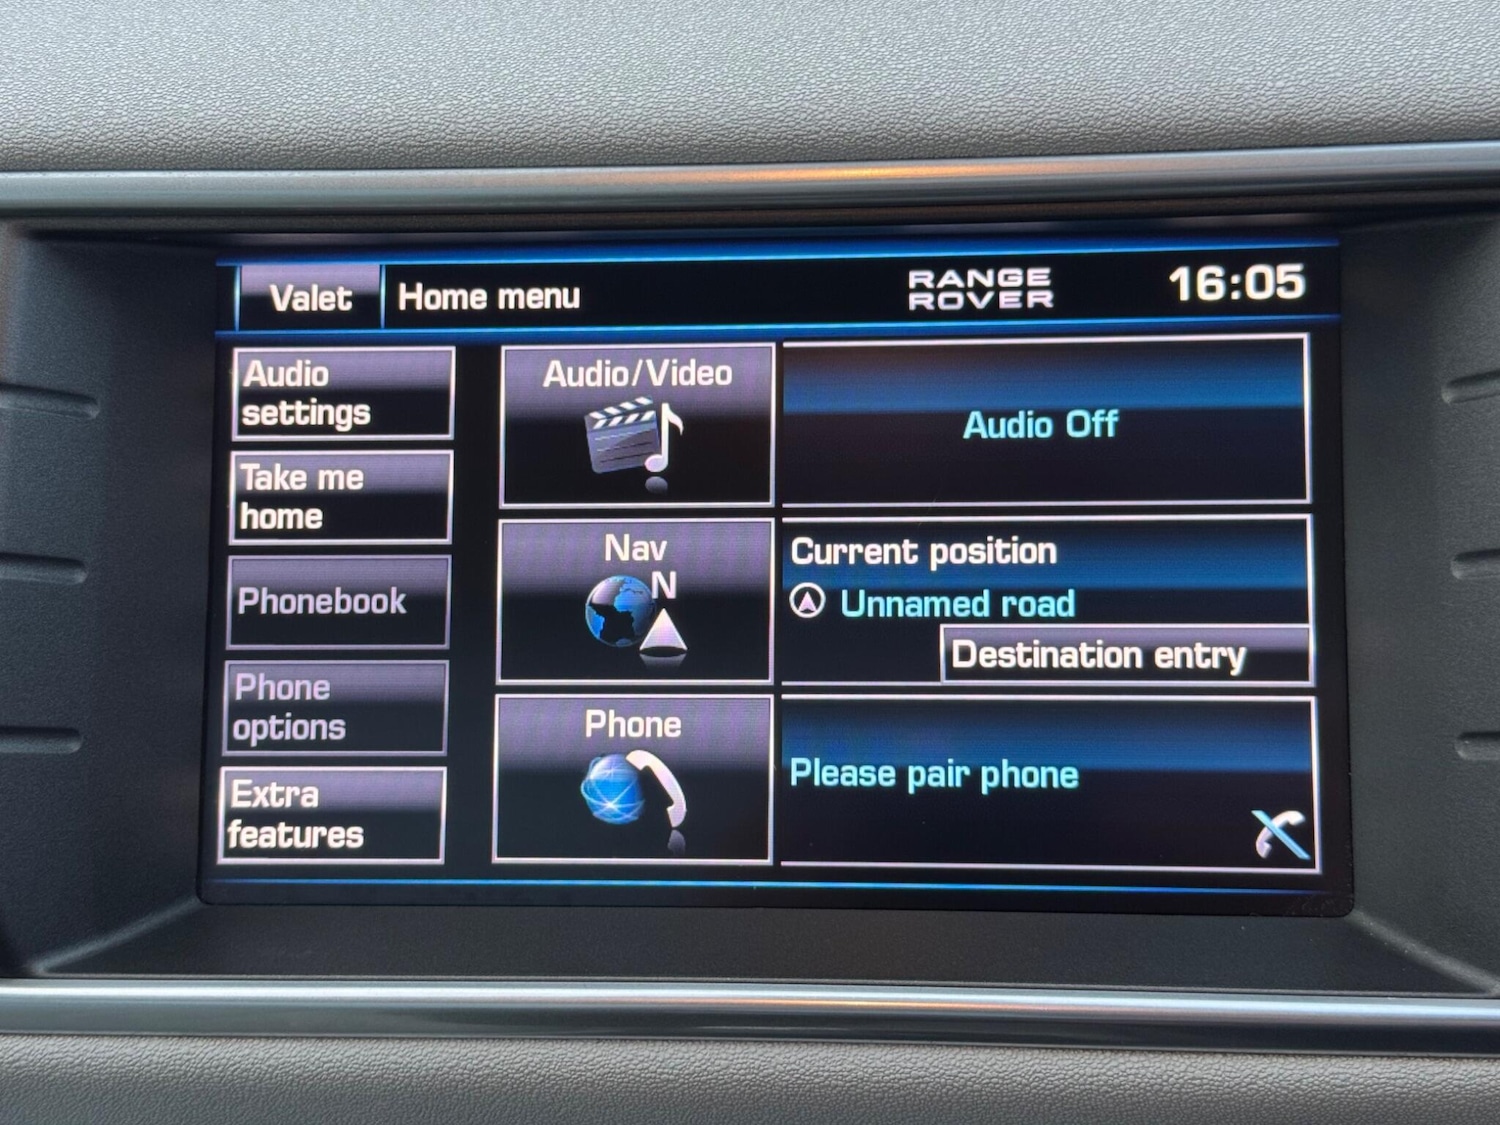 Valet
Home menu
RANGE
ROVER
16:05
Audio
settings
Take me
home
Phonebook
Phone
options
Extra
features
Audio/Video
Audio Off
Nav
N
Current position
Unnamed road
Destination entry
Phone
Please pair phone